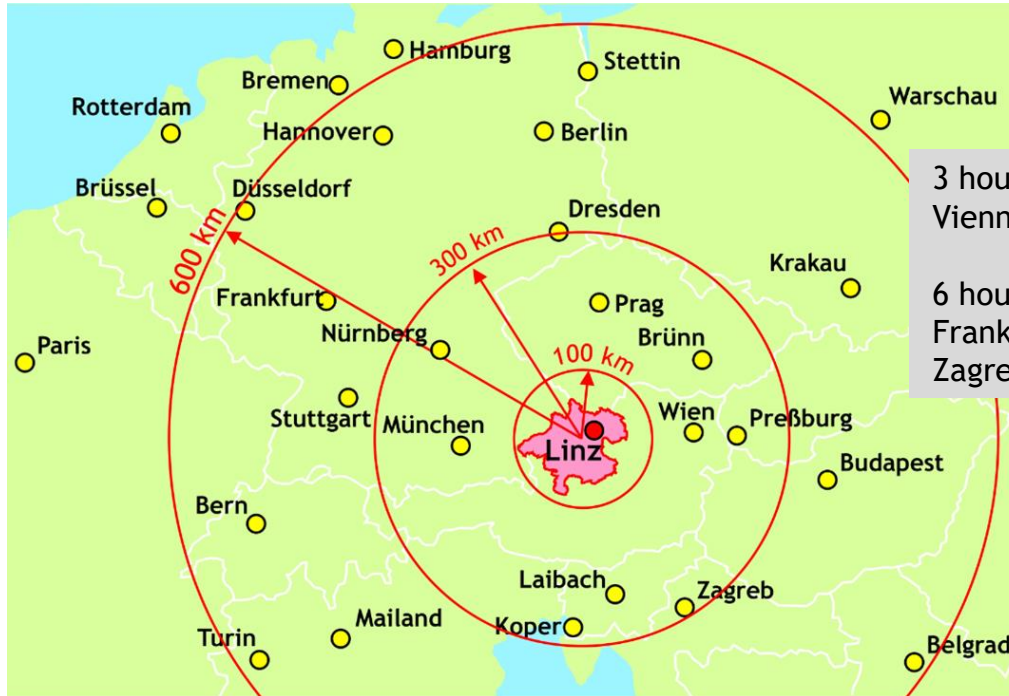 Hamburg
Bremen
Stettin
Rotterdam
Warschau
Hannover
Berlin
Brüssel
Düsseldorf
3 hou
Dresden
Vienn
600 km
300 km
Krakau
6 hou
Frankfurt
Prag
Nürnberg
Brünn
Frank
Paris
100 km
Zagre
Stuttgart
München
Wien
Preßburg
Linz
Budapest
Bern
Laibach
Zagreb
Mailand
Koper
Turin
Belgrad